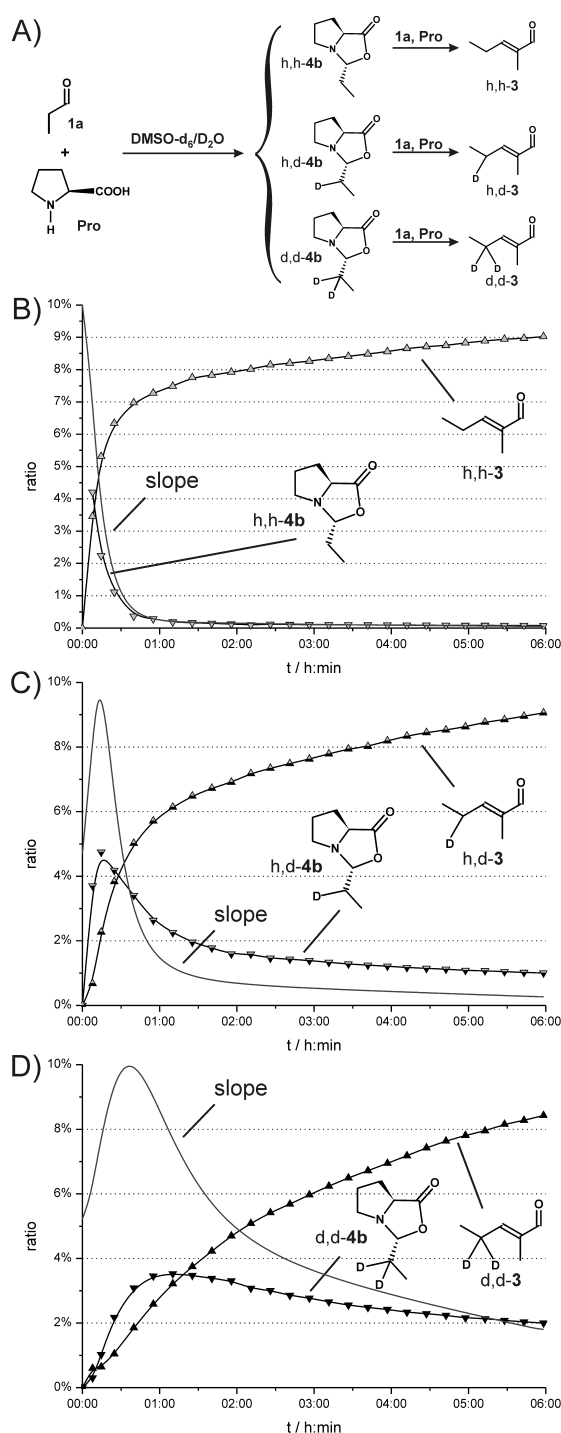 A)
O
1a
+
N
H
COOH
Pro
DMSO-d6/D2O
N
O
O
h,h-4b
1a, Pro
O
h,h-3
N
O
O
D
h,d-4b
1a, Pro
O
D
h,d-3
N
O
O
D
D
d,d-4b
1a, Pro
O
D
D
d,d-3
B)
10%
9%
8%
7%
6%
5%
4%
3%
2%
1%
0%
ratio
slope
N
O
O
h,h-4b
O
h,h-3
00:00 01:00 02:00 03:00 04:00 05:00 06:00
t / h:min
C)
10%
8%
6%
4%
2%
0%
ratio
slope
N
O
O
D
h,d-4b
O
D
h,d-3
00:00 01:00 02:00 03:00 04:00 05:00 06:00
t / h:min
D)
10%
8%
6%
4%
2%
0%
ratio
slope
N
O
O
D
D
d,d-4b
O
D
D
d,d-3
00:00 01:00 02:00 03:00 04:00 05:00 06:00
t / h:min